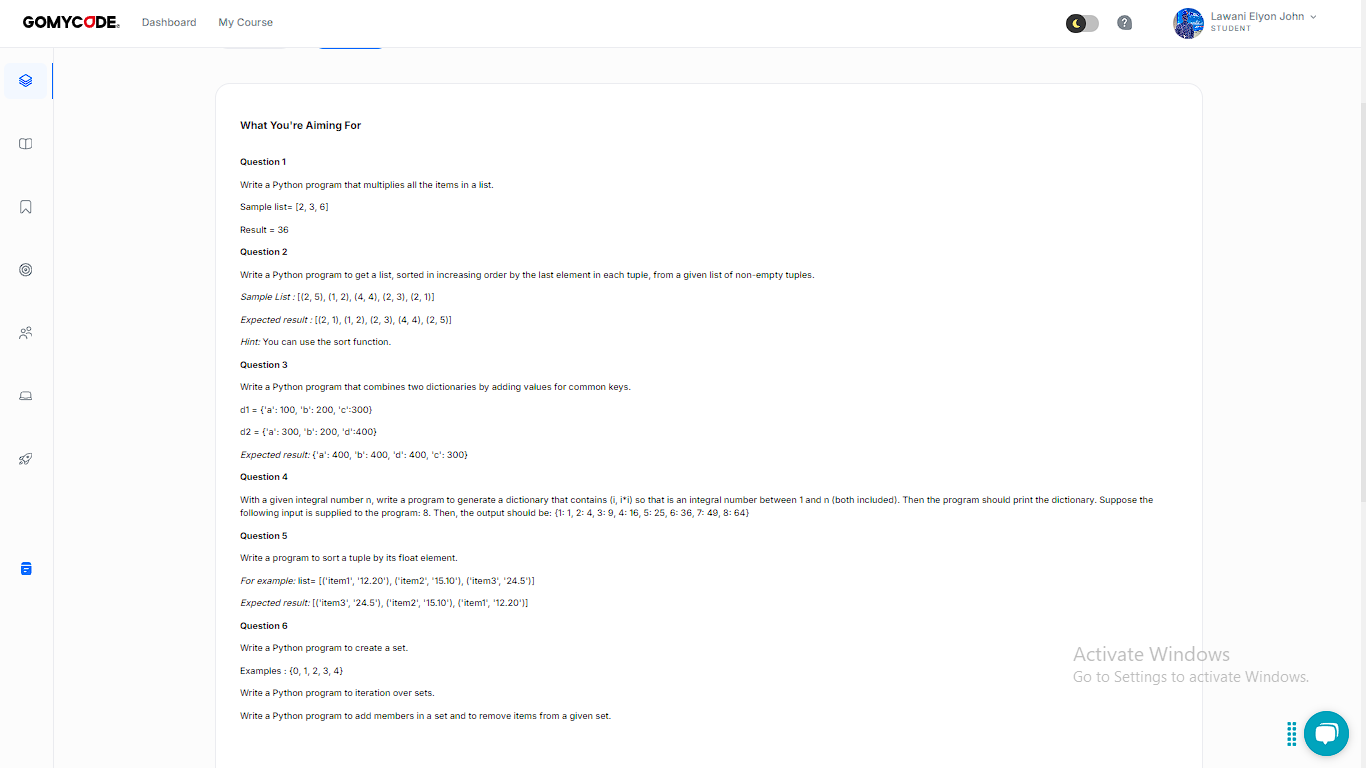 GOMYCODE
Dashboard
My Course
Lawani Elyon John
STUDENT
What You're Aiming For
Question 1
Write a Python program that multiplies all the items in a list.
Sample list= [2, 3, 6]
Result = 36
Question 2
Write a Python program to get a list, sorted in increasing order by the last element in each tuple, from a given list of non-empty tuples.
Sample List : [(2, 5), (1, 2), (4, 4), (2, 3), (2, 1)]
Expected result : [(2, 1), (1, 2), (2, 3), (4, 4), (2, 5)]
Hint: You can use the sort function.
Question 3
Write a Python program that combines two dictionaries by adding values for common keys.
d1 = {'a': 100, 'b': 200, 'c':300}
d2 = {'a': 300, 'b': 200, 'd':400}
Expected result: {'a': 400, 'b': 400, 'd': 400, 'c': 300}
Question 4
With a given integral number n, write a program to generate a dictionary that contains (i, i*i) so that is an integral number between 1 and n (both included). Then the program should print the dictionary. Suppose the
following input is supplied to the program: 8. Then, the output should be: {1: 1, 2: 4, 3: 9, 4: 16, 5: 25, 6: 36, 7: 49, 8: 64}
Question 5
Write a program to sort a tuple by its float element.
For example: list= [('item1', '12.20'), ('item2', '15.10'), ('item3', '24.5')]
Expected result: [('item3', '24.5'), ('item2', '15.10'), ('item1', '12.20')]
Question 6
Write a Python program to create a set.
Examples : {0, 1, 2, 3, 4}
Write a Python program to iteration over sets.
Write a Python program to add members in a set and to remove items from a given set.
Activate Windows
Go to Settings to activate Windows.